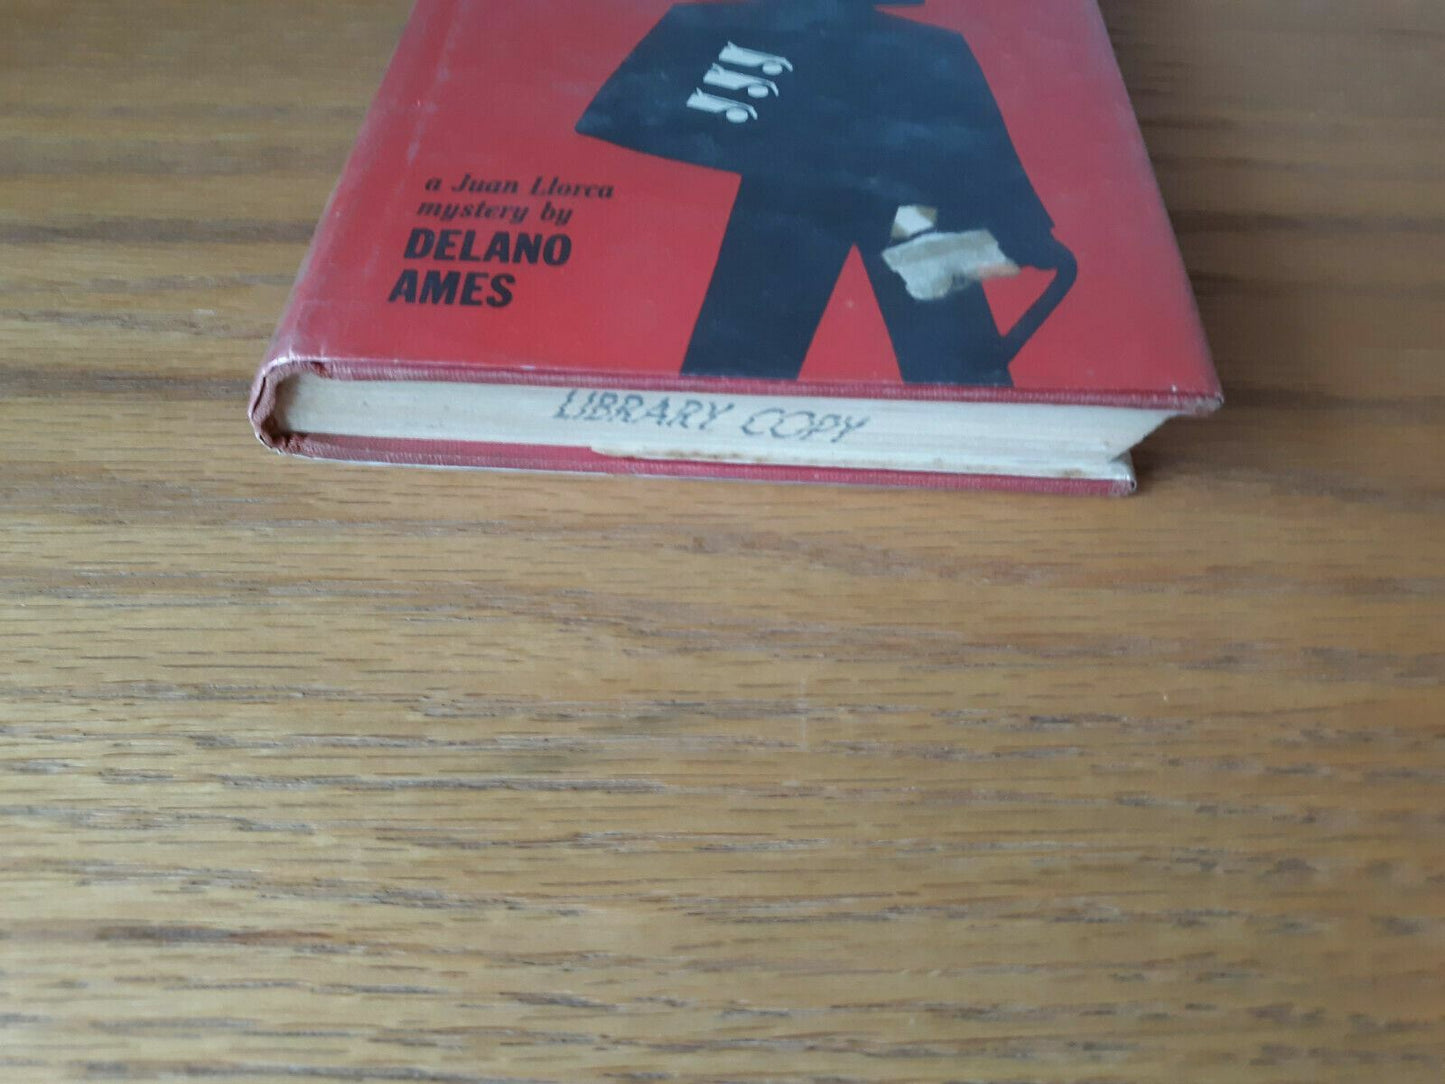 a Juan Llorca
mystery by
DELANO
AMES
LIBRARY COPY